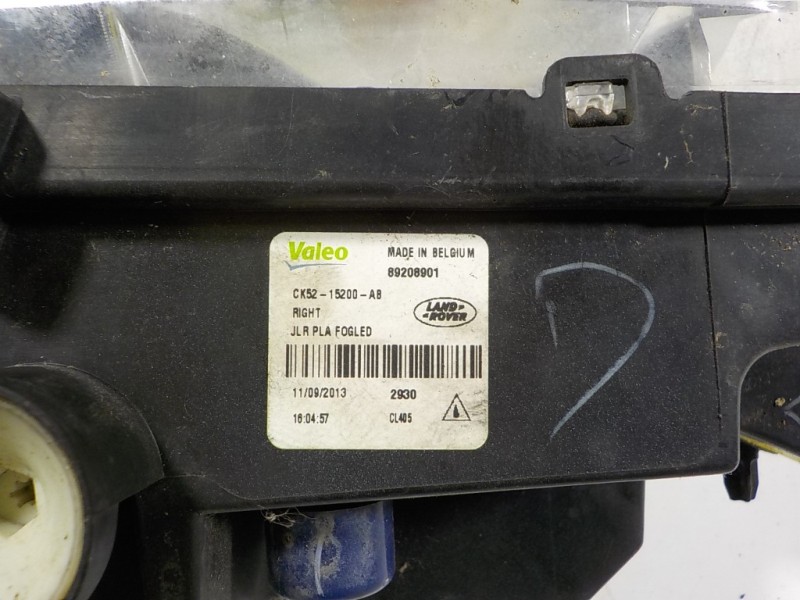 Valeo
MADE IN BELGIUM
89208901
CK52-15200-AB
RIGHT
LAND-
-ROVER
JLR PLA FOGLED
11/09/2013
2930
16:04:57
CL405